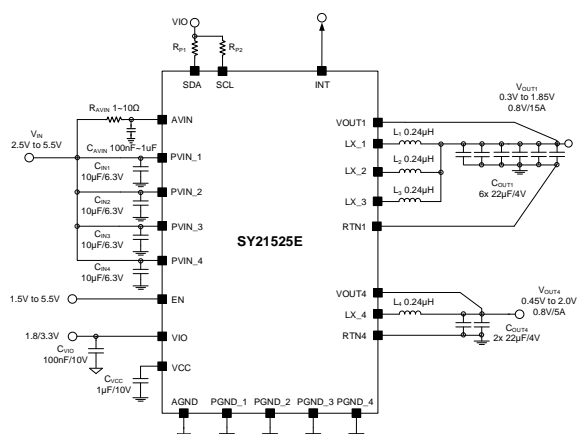 VIO
RP1
RP2
SDA
SCL
INT
RAVIN 1~10Ω
AVIN
VIN
2.5V to 5.5V
CAVIN 100nF~1uF
PVIN_1
CIN1
10µF/6.3V
PVIN_2
CIN2
10µF/6.3V
PVIN_3
CIN3
10µF/6.3V
PVIN_4
CIN4
10µF/6.3V
1.5V to 5.5V
EN
1.8/3.3V
VIO
CVIO
100nF/10V
VCC
CVCC
1µF/10V
SY21525E
VOUT1
LX_1
L1 0.24µH
LX_2
L2 0.24µH
LX_3
L3 0.24µH
RTN1
VOUT1
0.3V to 1.85V
0.8V/15A
COUT1
6x 22µF/4V
VOUT4
LX_4
L4 0.24µH
RTN4
VOUT4
0.45V to 2.0V
0.8V/5A
COUT4
2x 22µF/4V
AGND
PGND_1
PGND_2
PGND_3
PGND_4